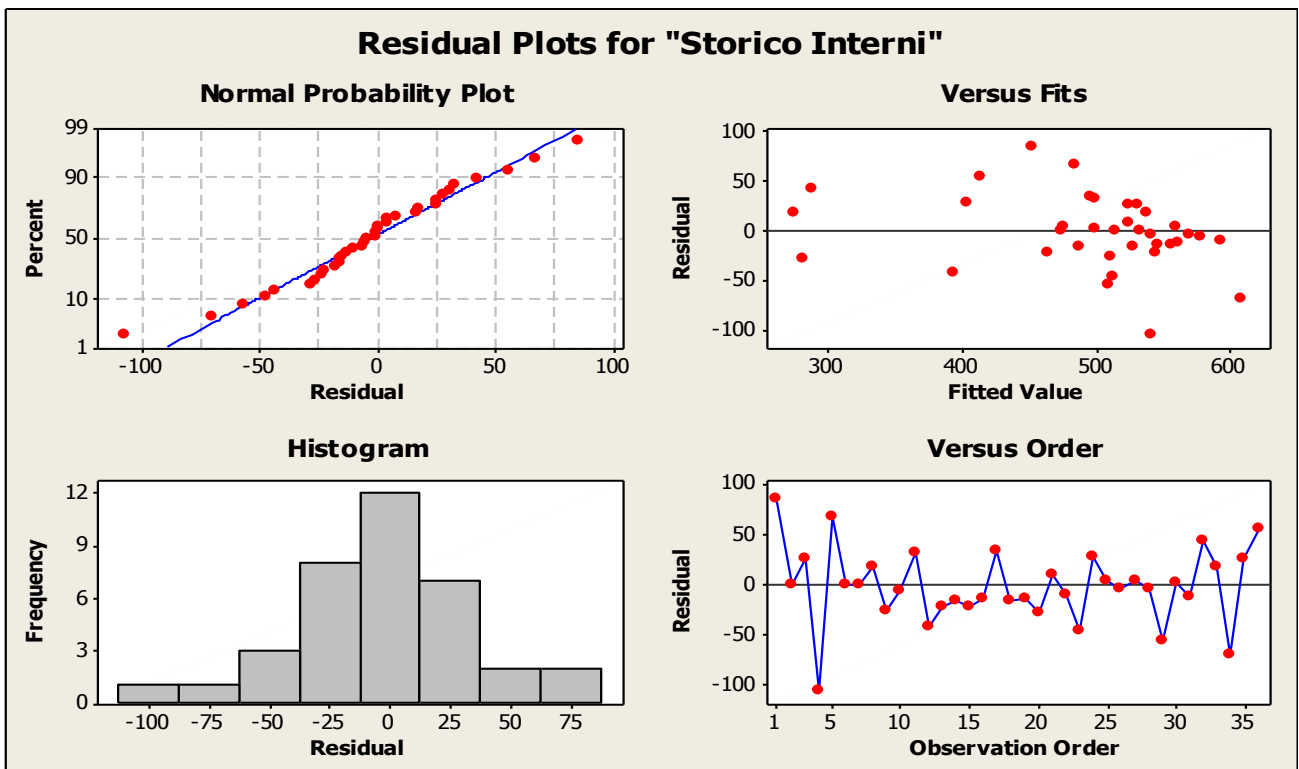 Residual Plots for "Storico Interni"
Normal Probability Plot
Percent
99
90
50
10
1
-100 -50 0 50 100
Residual
Versus Fits
Residual
100
50
0
-50
-100
300 400 500 600
Fitted Value
Histogram
Frequency
12
9
6
3
0
-100 -75 -50 -25 0 25 50 75
Residual
Versus Order
Residual
100
50
0
-50
-100
1 5 10 15 20 25 30 35
Observation Order